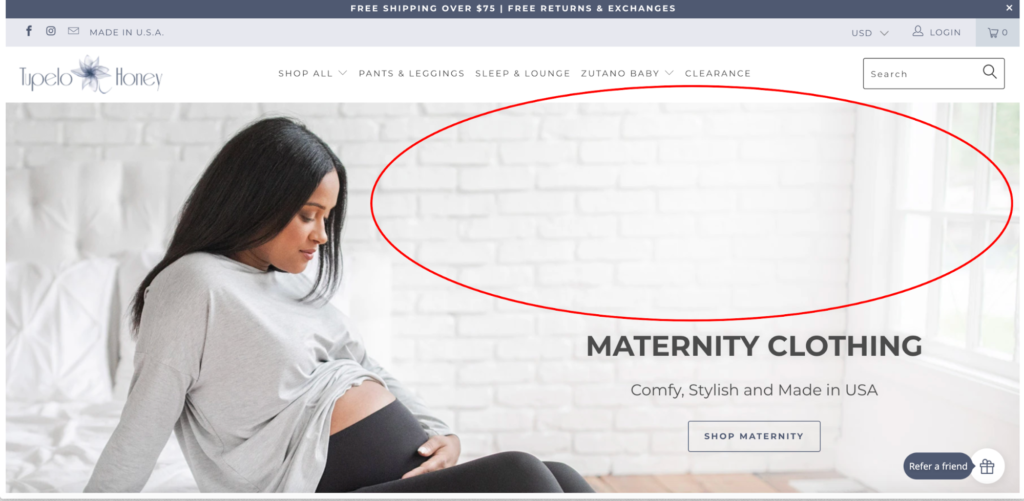 FREE SHIPPING OVER $75 | FREE RETURNS & EXCHANGES
MADE IN U.S.A.
USD
LOGIN
0
Tupelo Honey
SHOP ALL
PANTS & LEGGINGS
SLEEP & LOUNGE
ZUTANO BABY
CLEARANCE
Search
MATERNITY CLOTHING
Comfy, Stylish and Made in USA
SHOP MATERNITY
Refer a friend